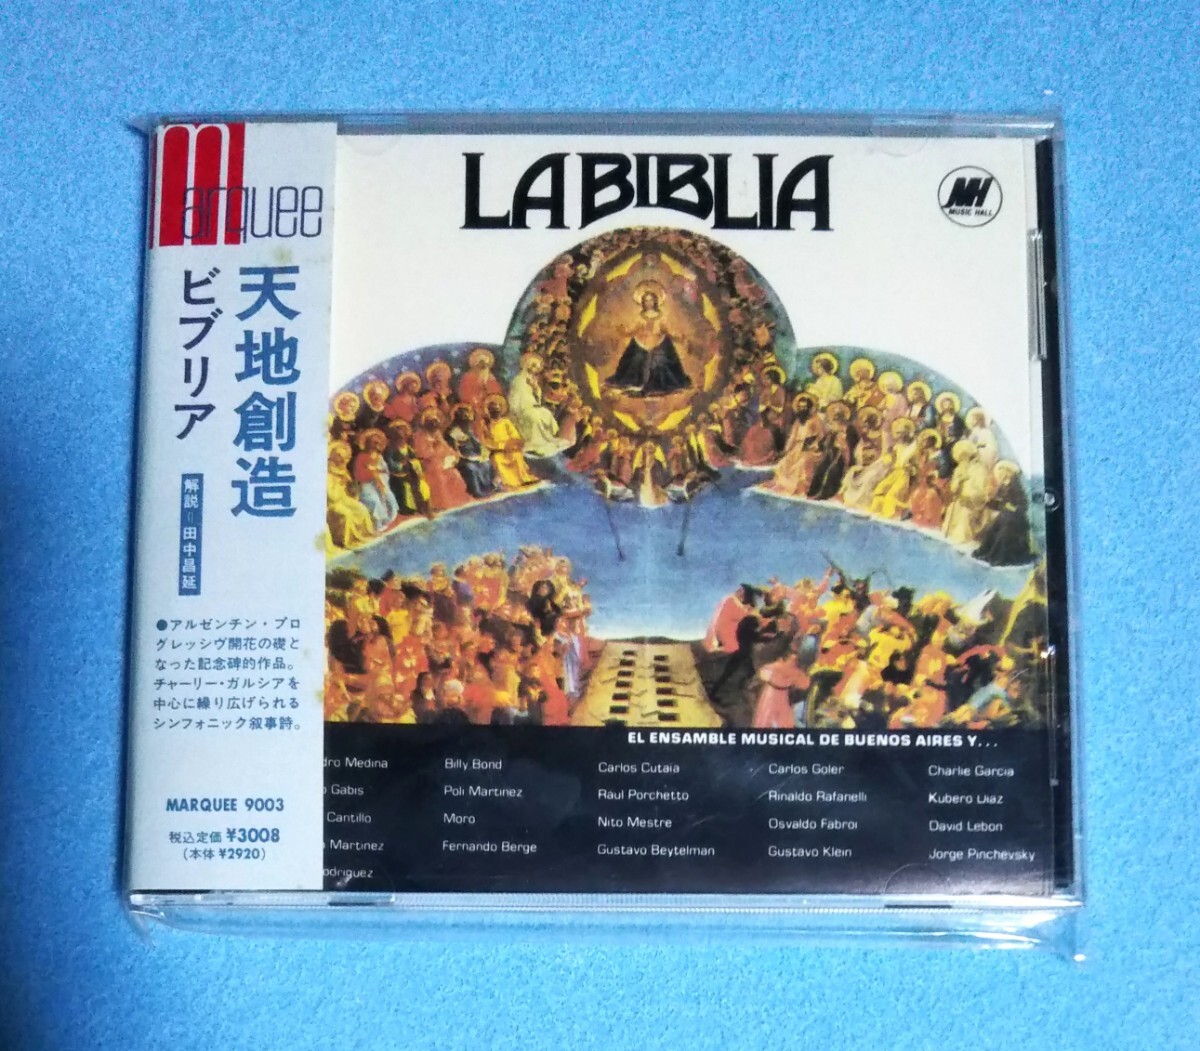 marquee
天地創造
ビブリア
解説=田中昌延
●アルゼンチン・プロ
グレッシヴ開花の礎と
なった記念碑的作品。
チャーリー・ガルシアを
中心に繰り広げられる
シンフォニック叙事詩。
MARQUEE 9003
税込定価¥3008
(本体¥2920)
LA BIBLIA
MH
MUSIC HALL
EL ENSAMBLE MUSICAL DE BUENOS AIRES Y...
dro Medina
Gabis
Cantillo
Martinez
odriguez
Billy Bond
Poli Martinez
Moro
Fernando Berge
Carlos Cutaia
Raul Porchetto
Nito Mestre
Gustavo Beytelman
Carlos Goler
Rinaldo Rafanelli
Osvaldo Fabroi
Gustavo Klein
Charlie Garcia
Kubero Diaz
David Lebon
Jorge Pinchevsky